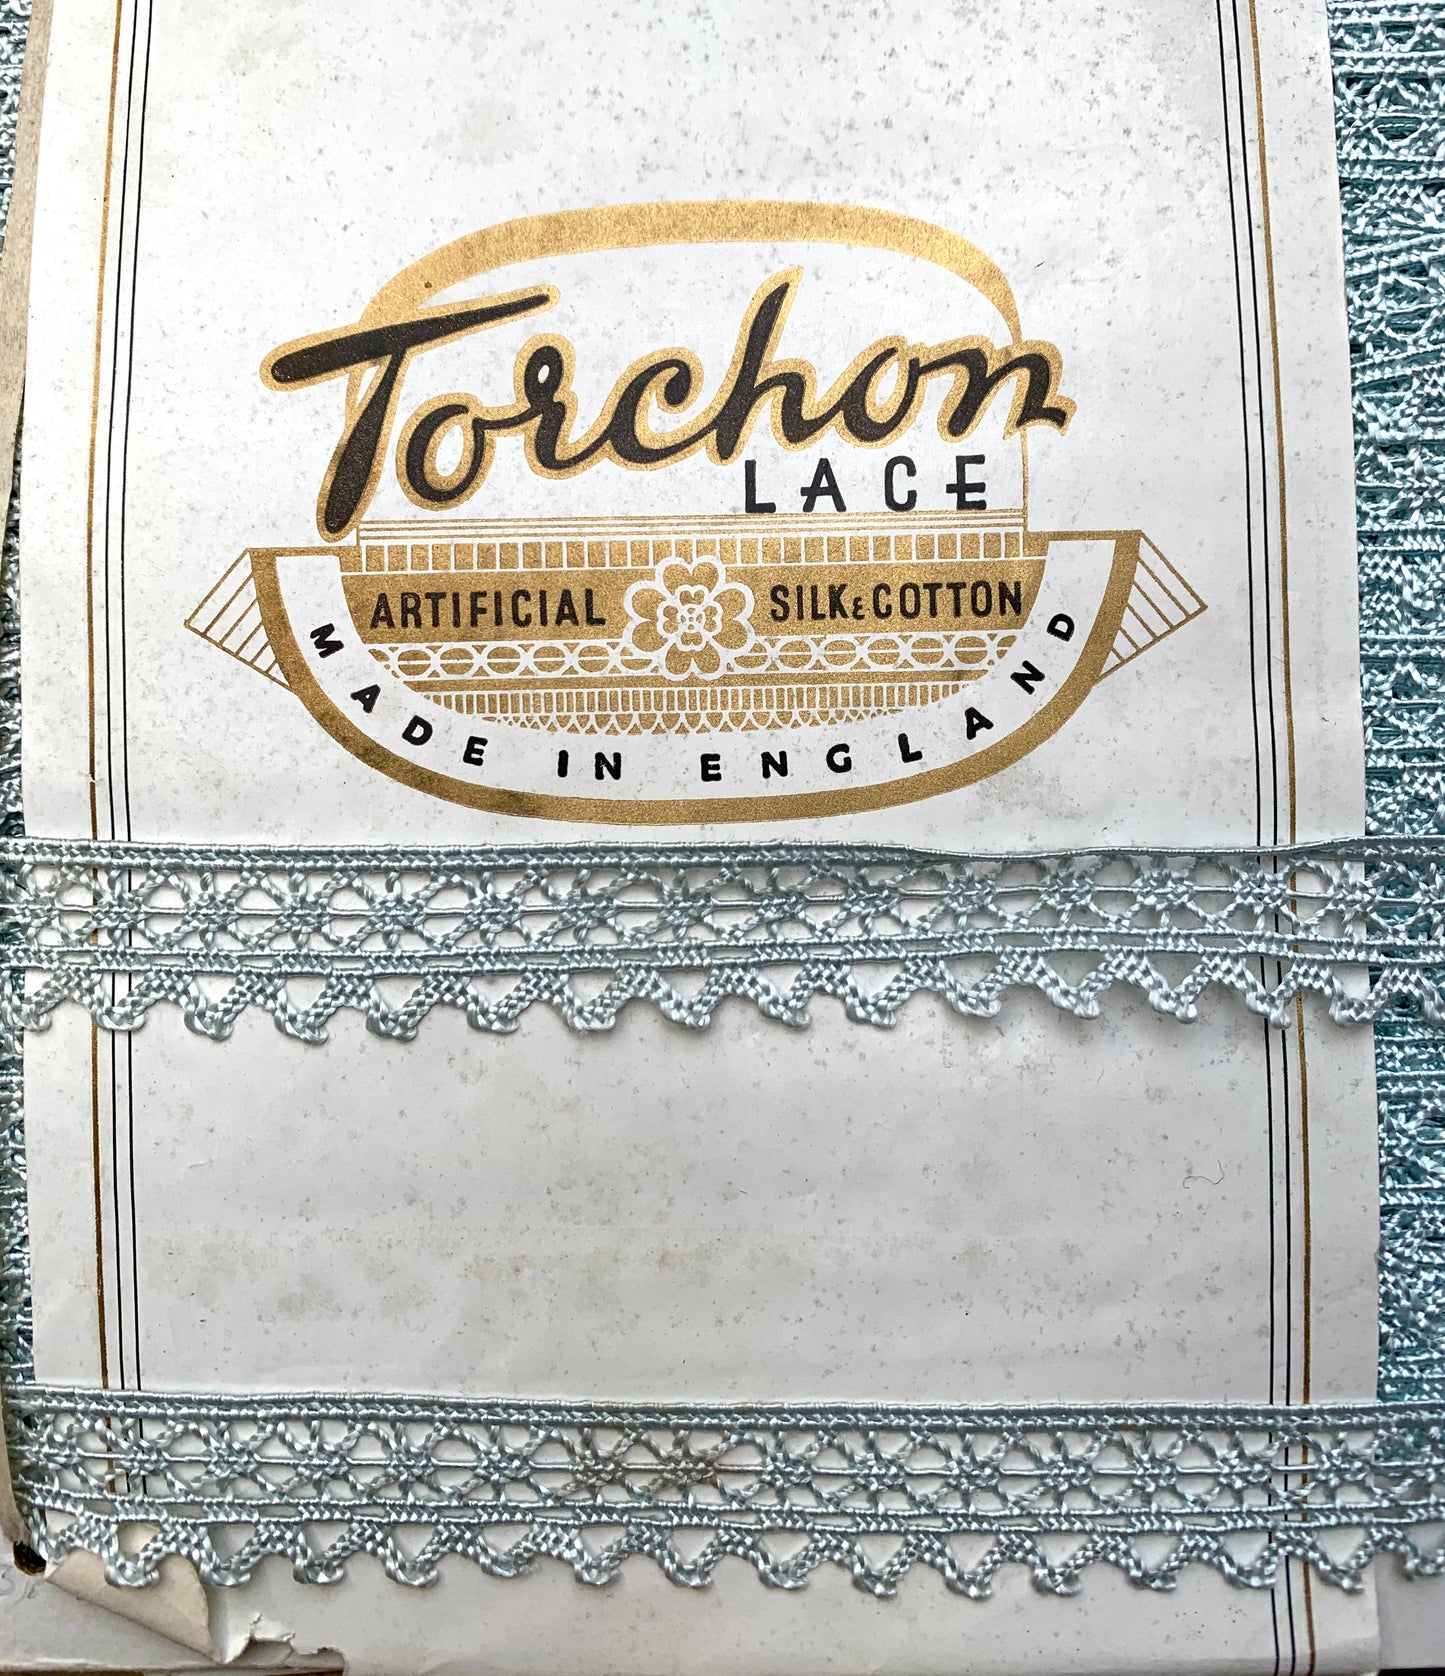 Torchon
LACE
ARTIFICIAL SILK & COTTON
MADE IN ENGLAND